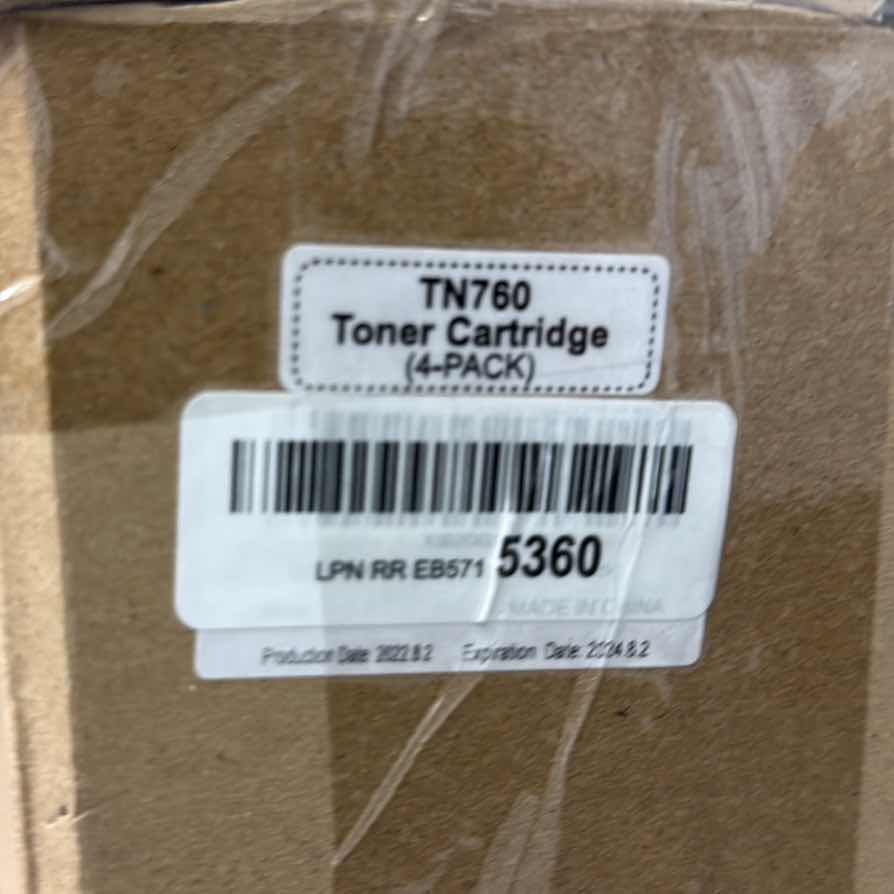 TN760
Toner Cartridge
(4-PACK)
LPN RR EB571 5360
MADE IN CHINA
Production Date: 2022.8.2 Expiration Date: 2024.8.2